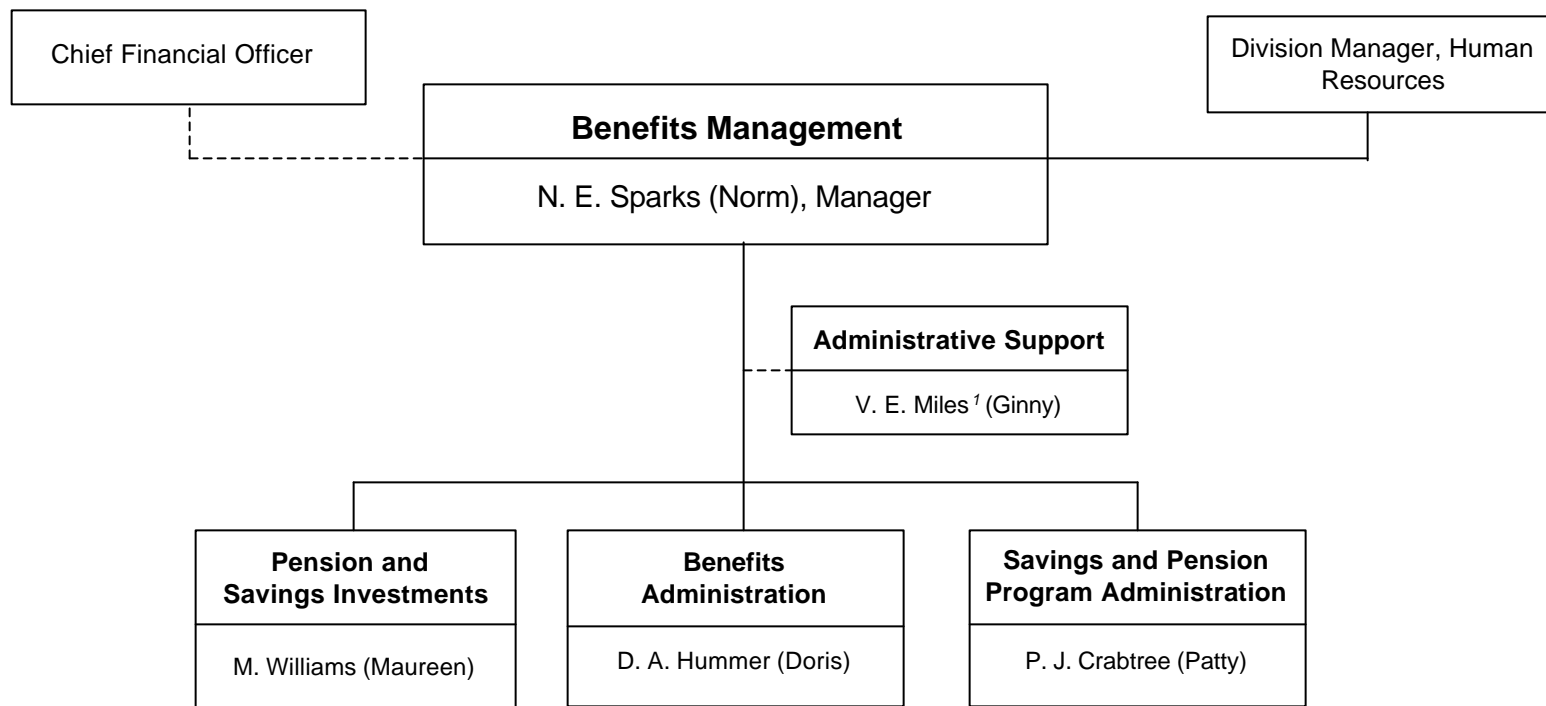 Chief Financial Officer
Division Manager, Human
Resources
Benefits Management
N. E. Sparks (Norm), Manager
Administrative Support
V. E. Miles ¹ (Ginny)
Pension and
Savings Investments
M. Williams (Maureen)
Benefits
Administration
D. A. Hummer (Doris)
Savings and Pension
Program Administration
P. J. Crabtree (Patty)